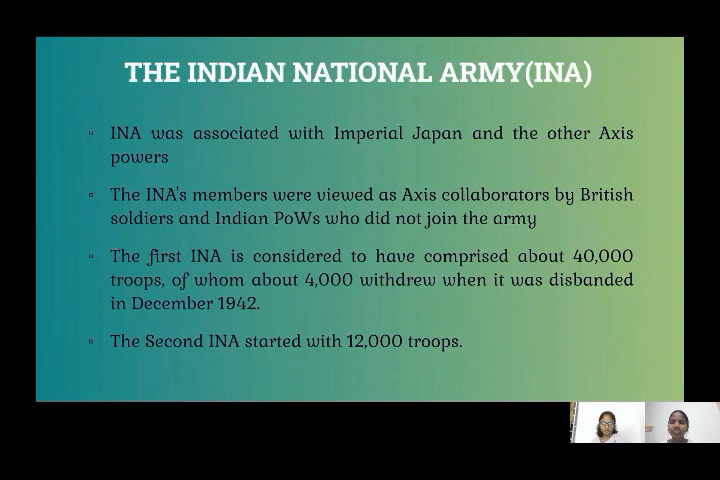 THE INDIAN NATIONAL ARMY(INA)
▫ INA was associated with Imperial Japan and the other Axis
powers
▫ The INA's members were viewed as Axis collaborators by British
soldiers and Indian PoWs who did not join the army
▫ The first INA is considered to have comprised about 40,000
troops, of whom about 4,000 withdrew when it was disbanded
in December 1942.
▫ The Second INA started with 12,000 troops.